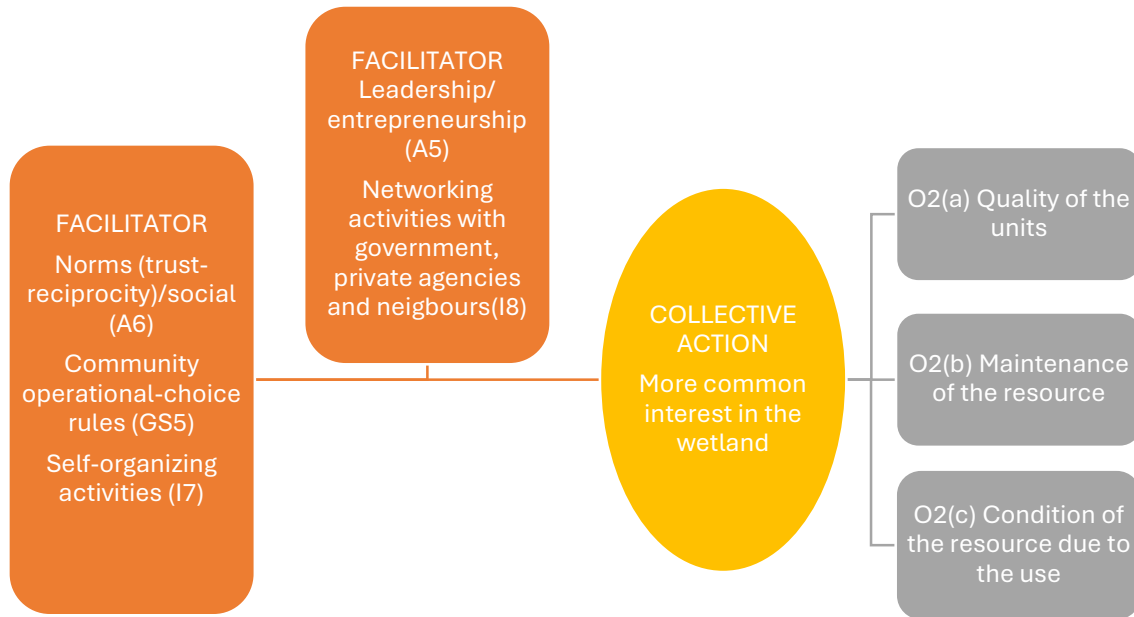 FACILITATOR
Norms (trust-
reciprocity)/social
(A6)
Community
operational-choice
rules (GS5)
Self-organizing
activities (I7)
FACILITATOR
Leadership/
entrepreneurship
(A5)
Networking
activities with
government,
private agencies
and neigbours(I8)
COLLECTIVE
ACTION
More common
interest in the
wetland
O2(a) Quality of the
units
O2(b) Maintenance
of the resource
O2(c) Condition of
the resource due to
the use